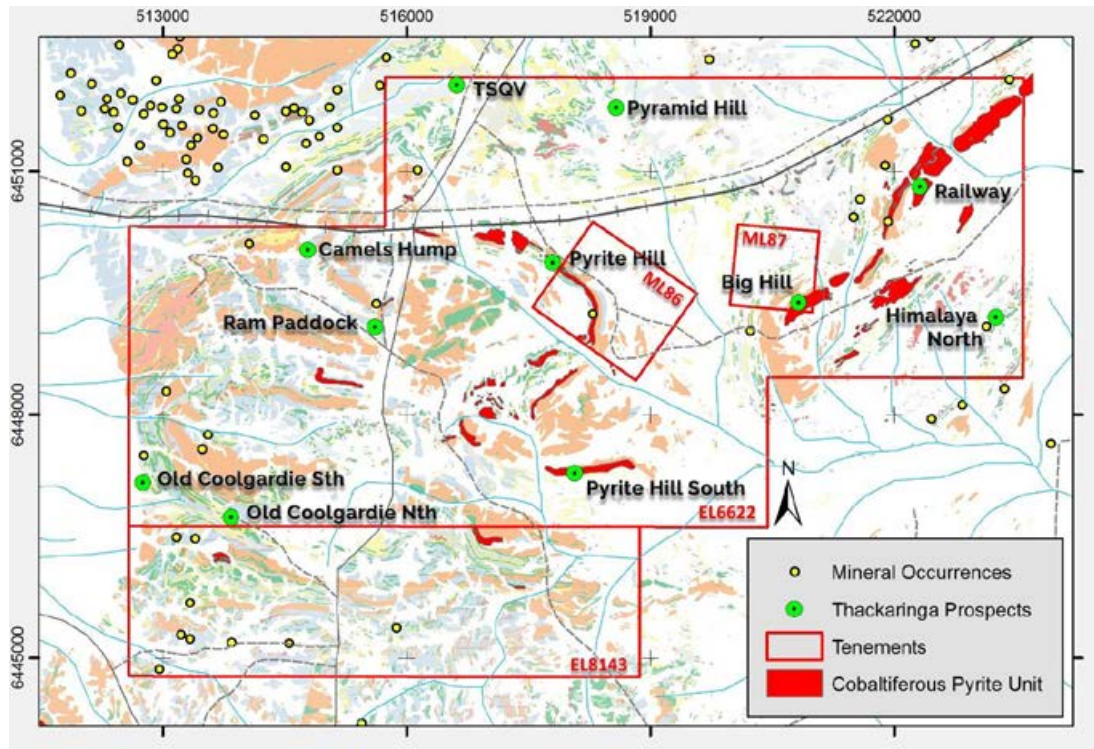 513000
516000
519000
522000
TSQV
Pyramid Hill
6451000
Railway
Camels Hump
Pyrite Hill
ML87
ML86
Big Hill
Ram Paddock
Himalaya
North
6448000
Old Coolgardie Sth
Pyrite Hill South
N
Old Coolgardie Nth
EL6622
Mineral Occurrences
Thackaringa Prospects
Tenements
Cobaltiferous Pyrite Unit
6445000
EL8143